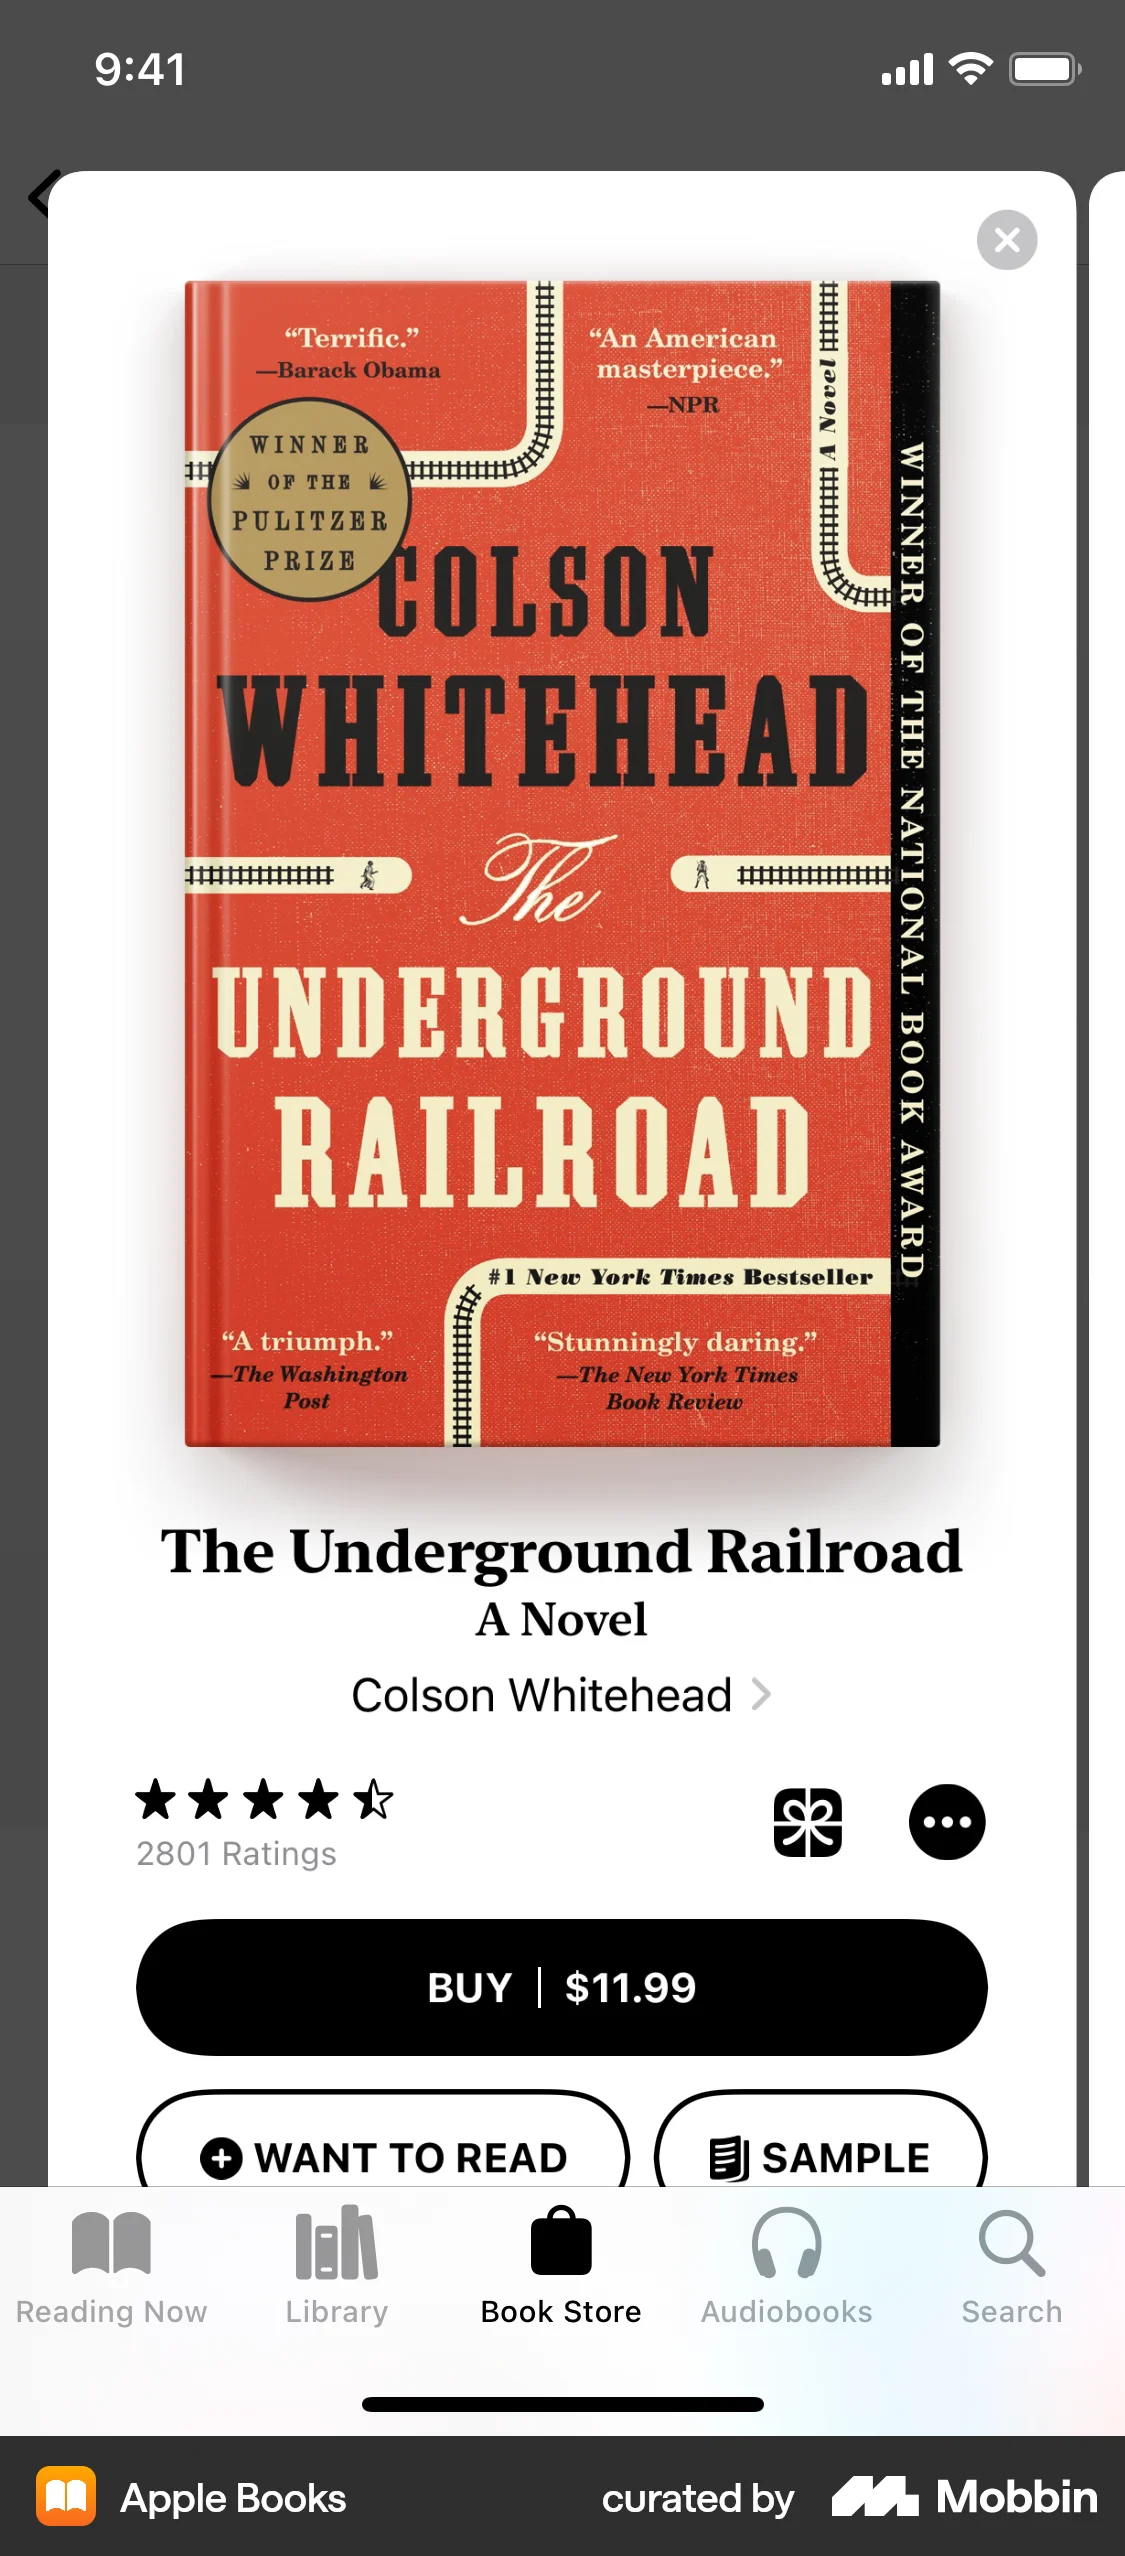 9:41
“Terrific.”
—Barack Obama
“An American
masterpiece.”
—NPR
A Novel
WINNER
OF THE
PULITZER
PRIZE
COLSON
WHITEHEAD
The
UNDERGROUND
RAILROAD
WINNER OF THE NATIONAL BOOK AWARD
#1 New York Times Bestseller
“A triumph.”
—The Washington
Post
“Stunningly daring.”
—The New York Times
Book Review
The Underground Railroad
A Novel
Colson Whitehead
2801 Ratings
BUY | $11.99
WANT TO READ
SAMPLE
Reading Now
Library
Book Store
Audiobooks
Search
Apple Books
curated by Mobbin